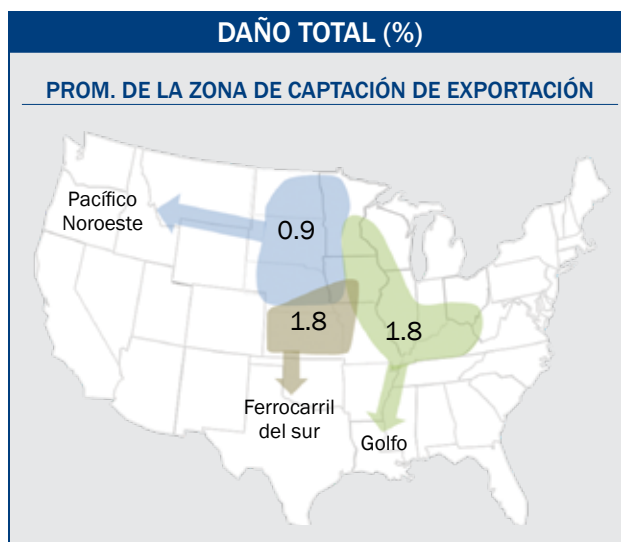 DAÑO TOTAL (%)
PROM. DE LA ZONA DE CAPTACIÓN DE EXPORTACIÓN
Pacífico
Noroeste
0.9
1.8
1.8
Ferrocarril
del sur
Golfo